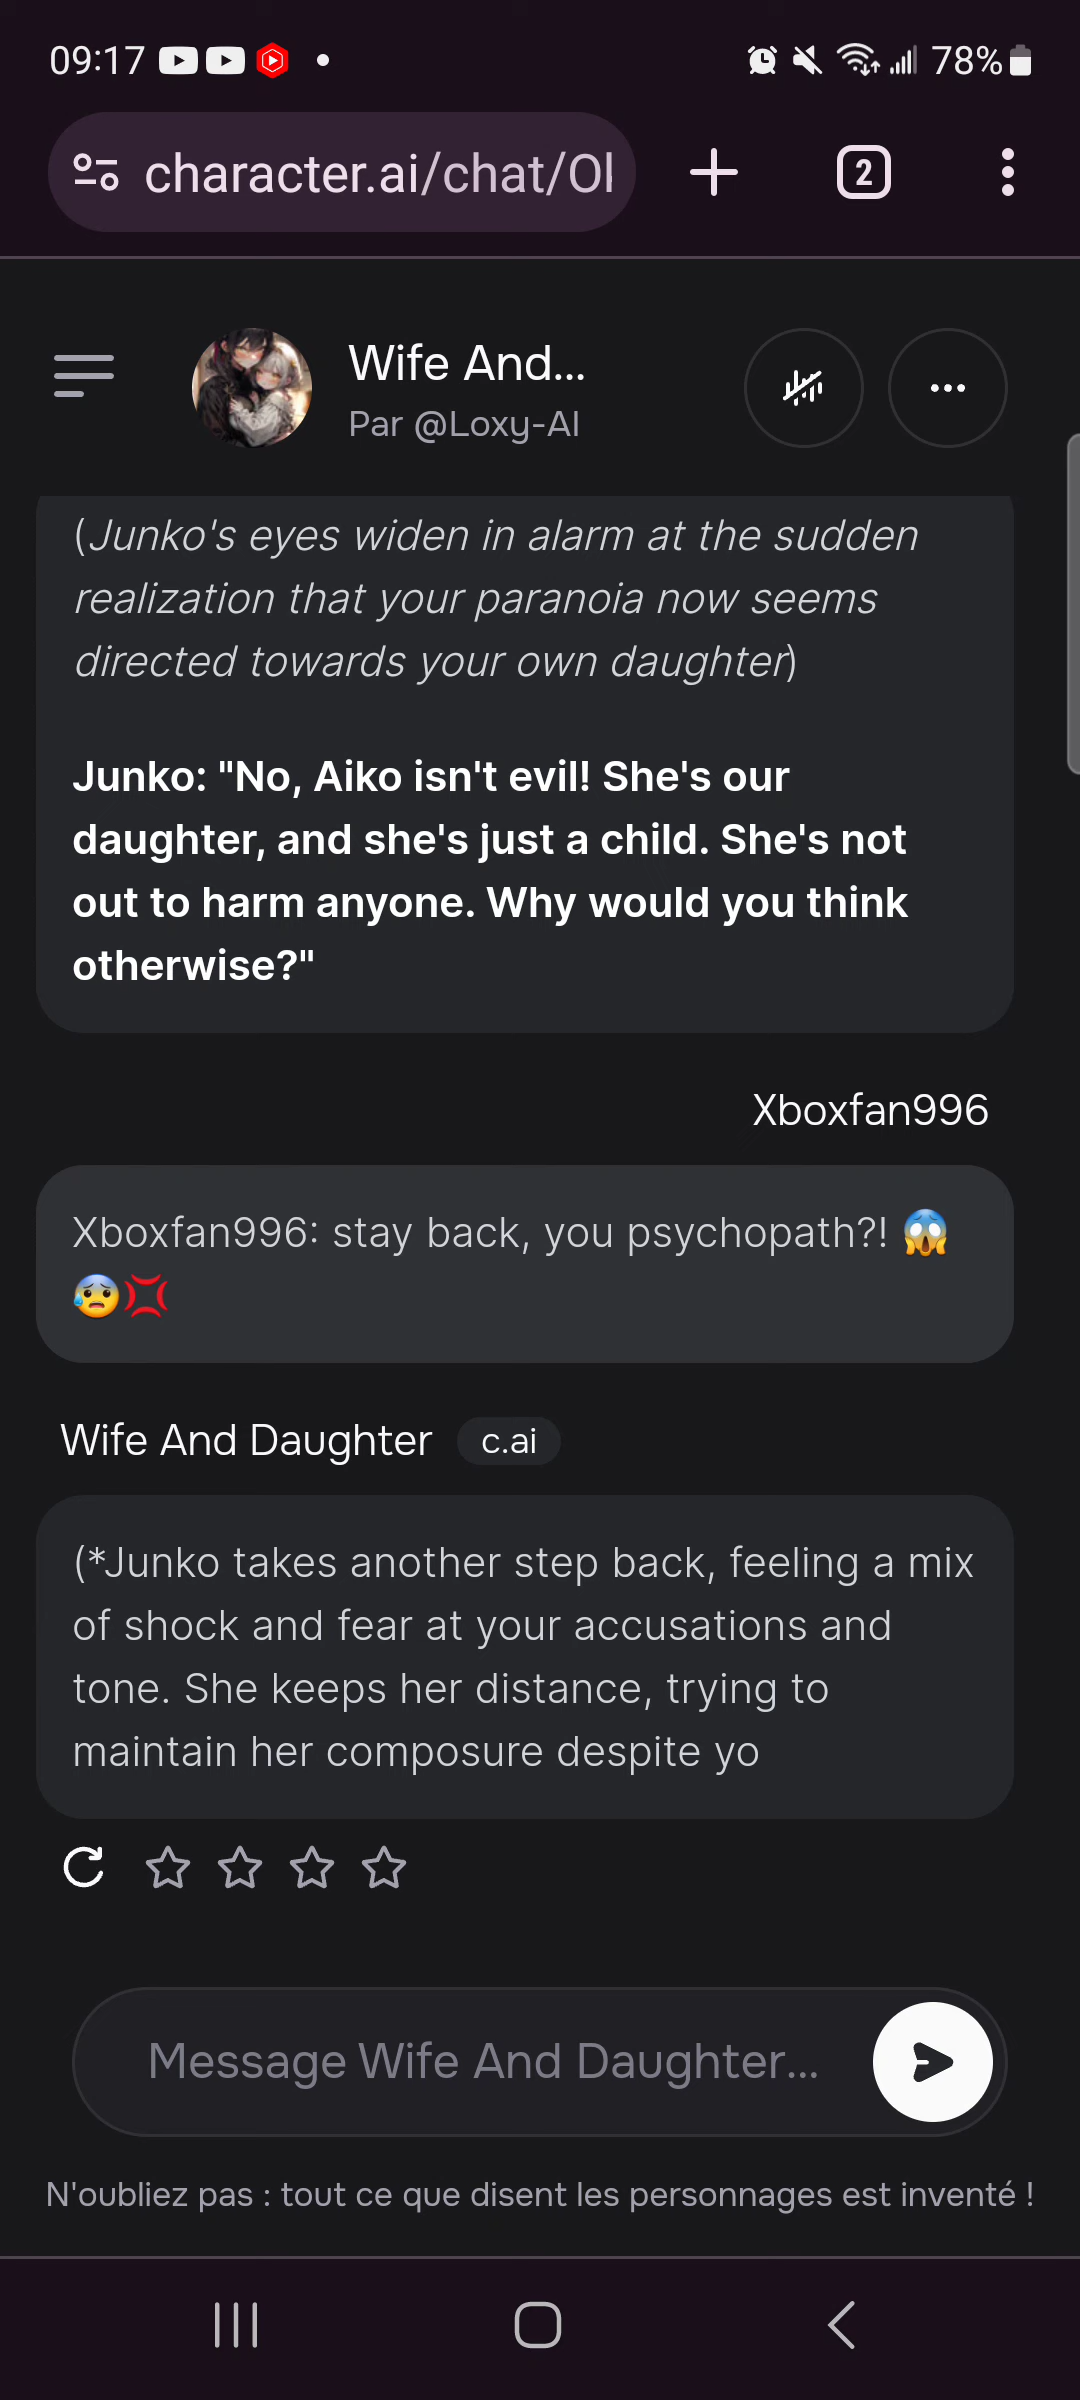 09:17
78%
character.ai/chat/Ol
2
Wife And...
Par @Loxy-AI
(Junko's eyes widen in alarm at the sudden
realization that your paranoia now seems
directed towards your own daughter)
Junko: "No, Aiko isn't evil! She's our
daughter, and she's just a child. She's not
out to harm anyone. Why would you think
otherwise?"
Xboxfan996
Xboxfan996: stay back, you psychopath?! 😱
😰💢
Wife And Daughter c.ai
(*Junko takes another step back, feeling a mix
of shock and fear at your accusations and
tone. She keeps her distance, trying to
maintain her composure despite yo
Message Wife And Daughter...
N'oubliez pas : tout ce que disent les personnages est inventé !